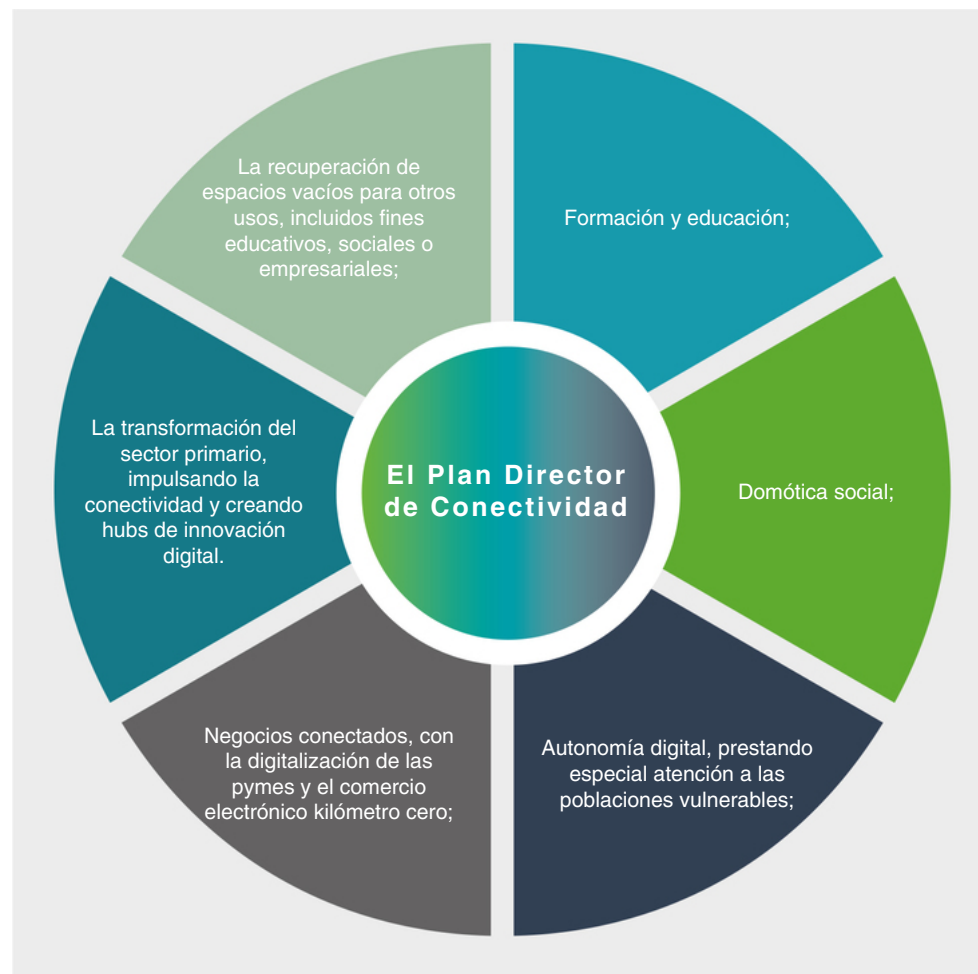 El Plan Director
de Conectividad
Formación y educación;
Domótica social;
Autonomía digital, prestando
especial atención a las
poblaciones vulnerables;
Negocios conectados, con
la digitalización de las
pymes y el comercio
electrónico kilómetro cero;
La transformación del
sector primario,
impulsando la
conectividad y creando
hubs de innovación
digital.
La recuperación de
espacios vacíos para otros
usos, incluidos fines
educativos, sociales o
empresariales;